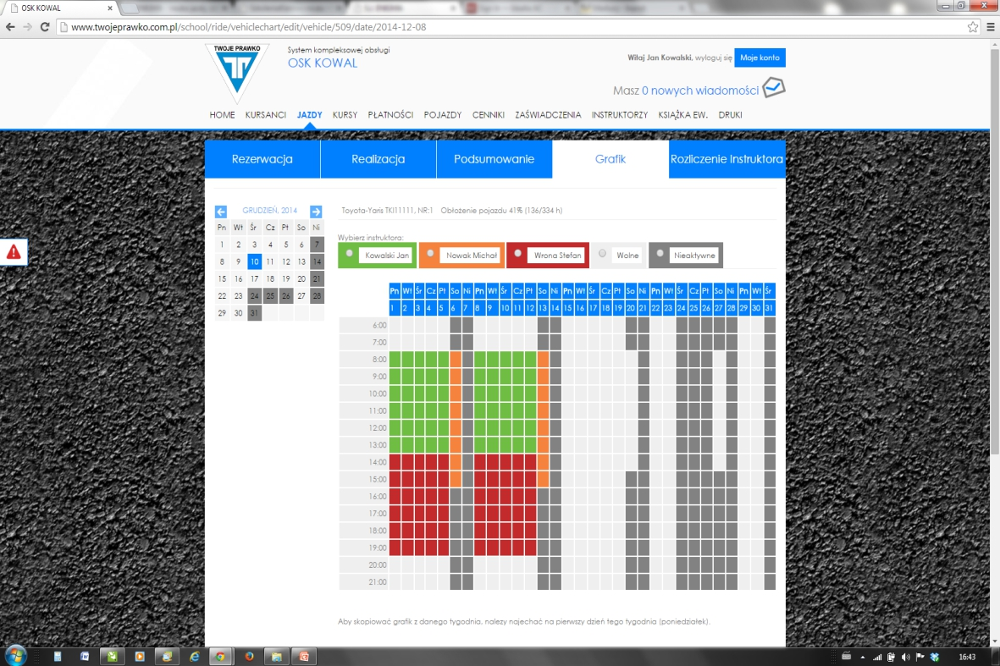 OSK KOWAL
www.twojeprawko.com.pl/school/ride/vehiclechart/edit/vehicle/509/date/2014-12-08
TWOJE PRAWKO
System kompleksowej obsługi
OSK KOWAL
Witaj Jan Kowalski, wyloguj się Moje konto
Masz 0 nowych wiadomości
HOME KURSANCI JAZDY KURSY PŁATNOŚCI POJAZDY CENNIKI ZAŚWIADCZENIA INSTRUKTORZY KSIĄŻKA EW. DRUKI
Rezerwacja Realizacja Podsumowanie Grafik Rozliczenie Instruktora
GRUDZIEŃ, 2014
Pn Wt Śr Cz Pt So Ni
1 2 3 4 5 6 7
8 9 10 11 12 13 14
15 16 17 18 19 20 21
22 23 24 25 26 27 28
29 30 31
Toyota-Yaris TKI11111, NR:1 Obłożenie pojazdu 41% (136/334 h)
Wybierz instruktora:
Kowalski Jan Nowak Michał Wrona Stefan Wolne Nieaktywne
Pn Wt Śr Cz Pt So Ni Pn Wt Śr Cz Pt So Ni Pn Wt Śr Cz Pt So Ni Pn Wt Śr Cz Pt So Ni Pn Wt Śr
1 2 3 4 5 6 7 8 9 10 11 12 13 14 15 16 17 18 19 20 21 22 23 24 25 26 27 28 29 30 31
6:00
7:00
8:00
9:00
10:00
11:00
12:00
13:00
14:00
15:00
16:00
17:00
18:00
19:00
20:00
21:00
Aby skopiować grafik z danego tygodnia, nalezy najechać na pierwszy dzień tego tygodnia (poniedziałek).
16:43